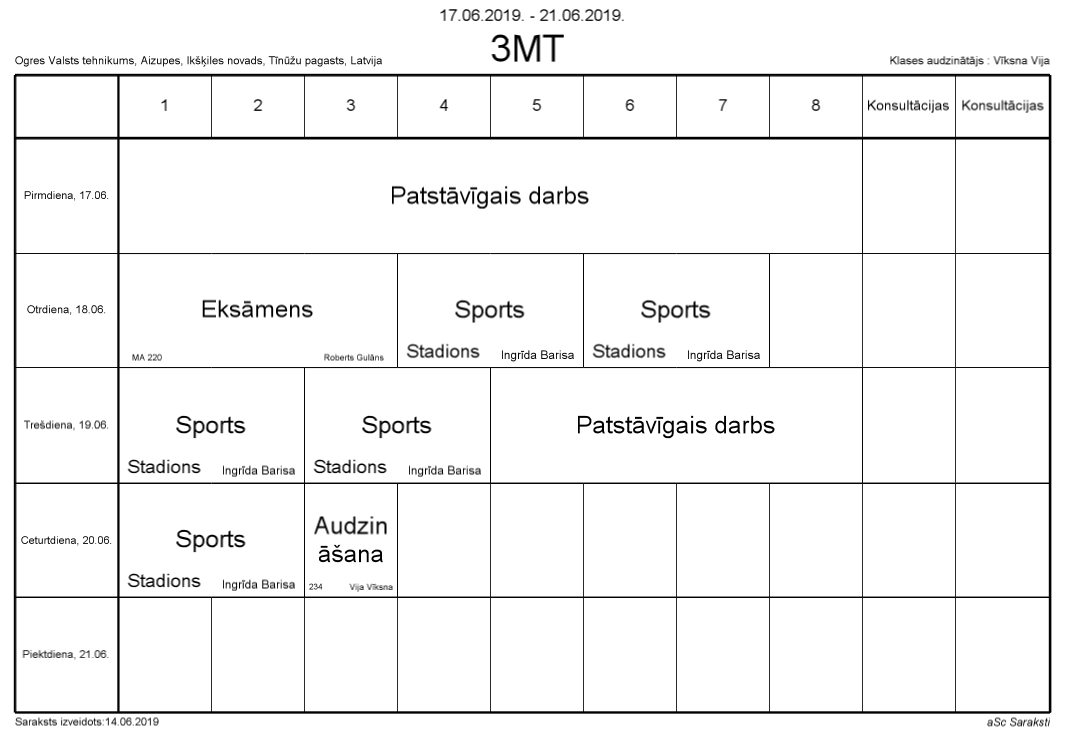 17.06.2019. - 21.06.2019.
3MT
Ogres Valsts tehnikums, Aizupes, Ikšķiles novads, Tīnūžu pagasts, Latvija
Klases audzinātājs : Vīksna Vija
1 2 3 4 5 6 7 8 Konsultācijas Konsultācijas
Pirmdiena, 17.06.
Patstāvīgais darbs
Otrdiena, 18.06.
Eksāmens
MA 220 Roberts Gulāns
Sports
Stadions Ingrīda Barisa
Sports
Stadions Ingrīda Barisa
Trešdiena, 19.06.
Sports
Stadions Ingrīda Barisa
Sports
Stadions Ingrīda Barisa
Patstāvīgais darbs
Ceturtdiena, 20.06.
Sports
Stadions Ingrīda Barisa
Audzin
āšana
234 Vija Vīksna
Piektdiena, 21.06.
Saraksts izveidots:14.06.2019
aSc Saraksti